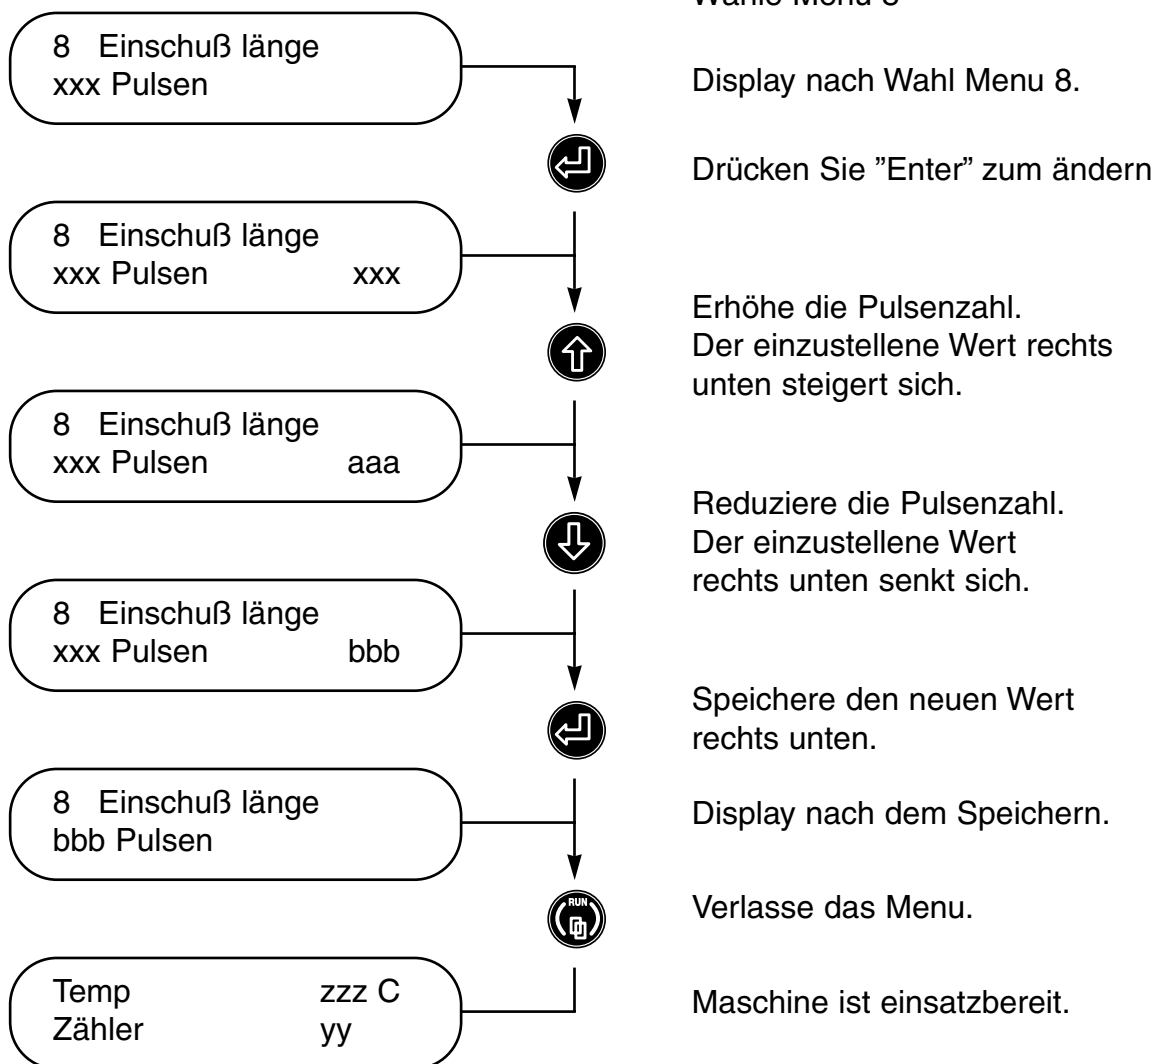 8 Einschuß länge
xxx Pulsen
Display nach Wahl Menu 8.
Drücken Sie ”Enter” zum ändern
8 Einschuß länge
xxx Pulsen xxx
Erhöhe die Pulsenzahl.
Der einzustellene Wert rechts
unten steigert sich.
8 Einschuß länge
xxx Pulsen aaa
Reduziere die Pulsenzahl.
Der einzustellene Wert
rechts unten senkt sich.
8 Einschuß länge
xxx Pulsen bbb
Speichere den neuen Wert
rechts unten.
8 Einschuß länge
bbb Pulsen
Display nach dem Speichern.
RUN
Verlasse das Menu.
Temp zzz C
Zähler yy
Maschine ist einsatzbereit.